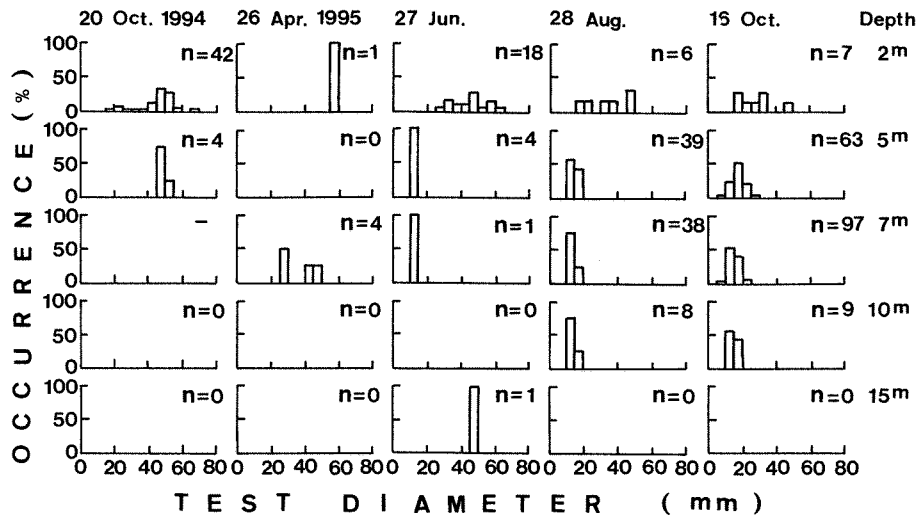 20 Oct. 1994 26 Apr. 1995 27 Jun. 28 Aug. 16 Oct. Depth
100 n=42 n=1 n=18 n=6 n=7 2m
50
0
100 n=4 n=0 n=4 n=39 n=63 5m
50
0
100 – n=4 n=1 n=38 n=97 7m
50
0
100 n=0 n=0 n=0 n=8 n=9 10m
50
0
100 n=0 n=0 n=1 n=0 n=0 15m
50
0
0 20 40 60 80 0 20 40 60 80 0 20 40 60 80 0 20 40 60 80 0 20 40 60 80
TEST DIAMETER (mm)
OCCURRENCE (%)